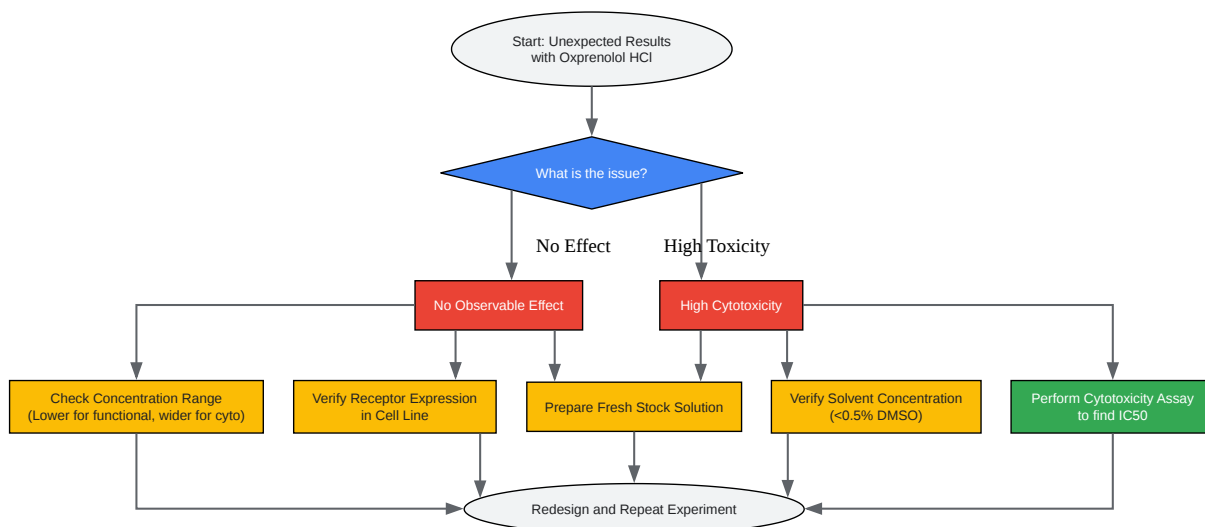 Start: Unexpected Results
with Oxprenolol HCl
What is the issue?
No Effect
High Toxicity
No Observable Effect
High Cytotoxicity
Check Concentration Range
(Lower for functional, wider for cyto)
Verify Receptor Expression
in Cell Line
Prepare Fresh Stock Solution
Verify Solvent Concentration
(<0.5% DMSO)
Perform Cytotoxicity Assay
to find IC50
Redesign and Repeat Experiment